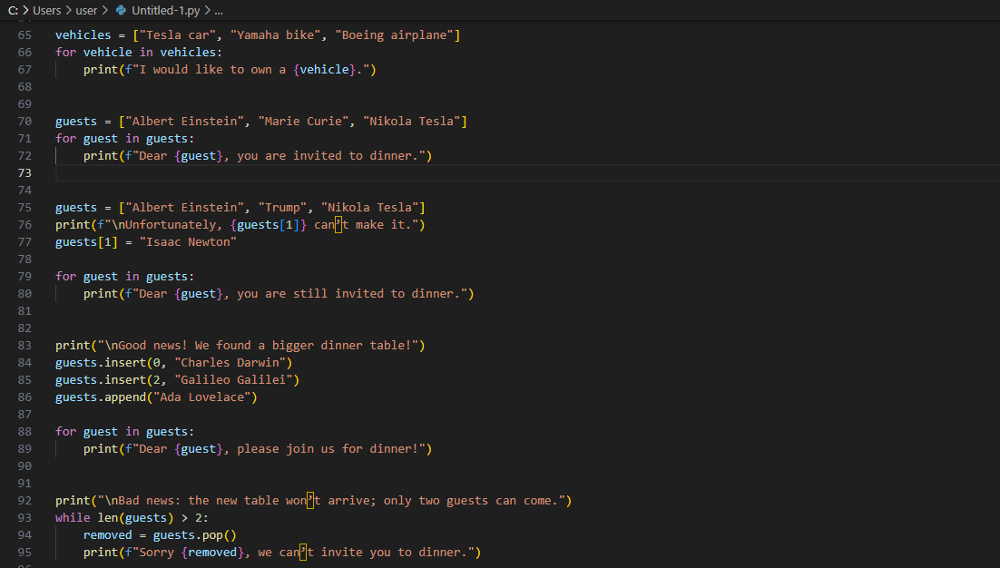 C: > Users > user > Untitled-1.py > ...
65 vehicles = ["Tesla car", "Yamaha bike", "Boeing airplane"]
66 for vehicle in vehicles:
67     print(f"I would like to own a {vehicle}.")
68
69
70 guests = ["Albert Einstein", "Marie Curie", "Nikola Tesla"]
71 for guest in guests:
72     print(f"Dear {guest}, you are invited to dinner.")
73
74
75 guests = ["Albert Einstein", "Trump", "Nikola Tesla"]
76 print(f"\nUnfortunately, {guests[1]} can’t make it.")
77 guests[1] = "Isaac Newton"
78
79 for guest in guests:
80     print(f"Dear {guest}, you are still invited to dinner.")
81
82
83 print("\nGood news! We found a bigger dinner table!")
84 guests.insert(0, "Charles Darwin")
85 guests.insert(2, "Galileo Galilei")
86 guests.append("Ada Lovelace")
87
88 for guest in guests:
89     print(f"Dear {guest}, please join us for dinner!")
90
91
92 print("\nBad news: the new table won’t arrive; only two guests can come.")
93 while len(guests) > 2:
94     removed = guests.pop()
95     print(f"Sorry {removed}, we can’t invite you to dinner.")